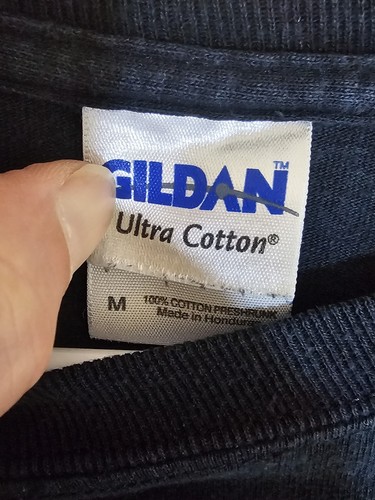 GILDAN™
Ultra Cotton®
M 100% COTTON PRESHRUNK
Made in Honduras